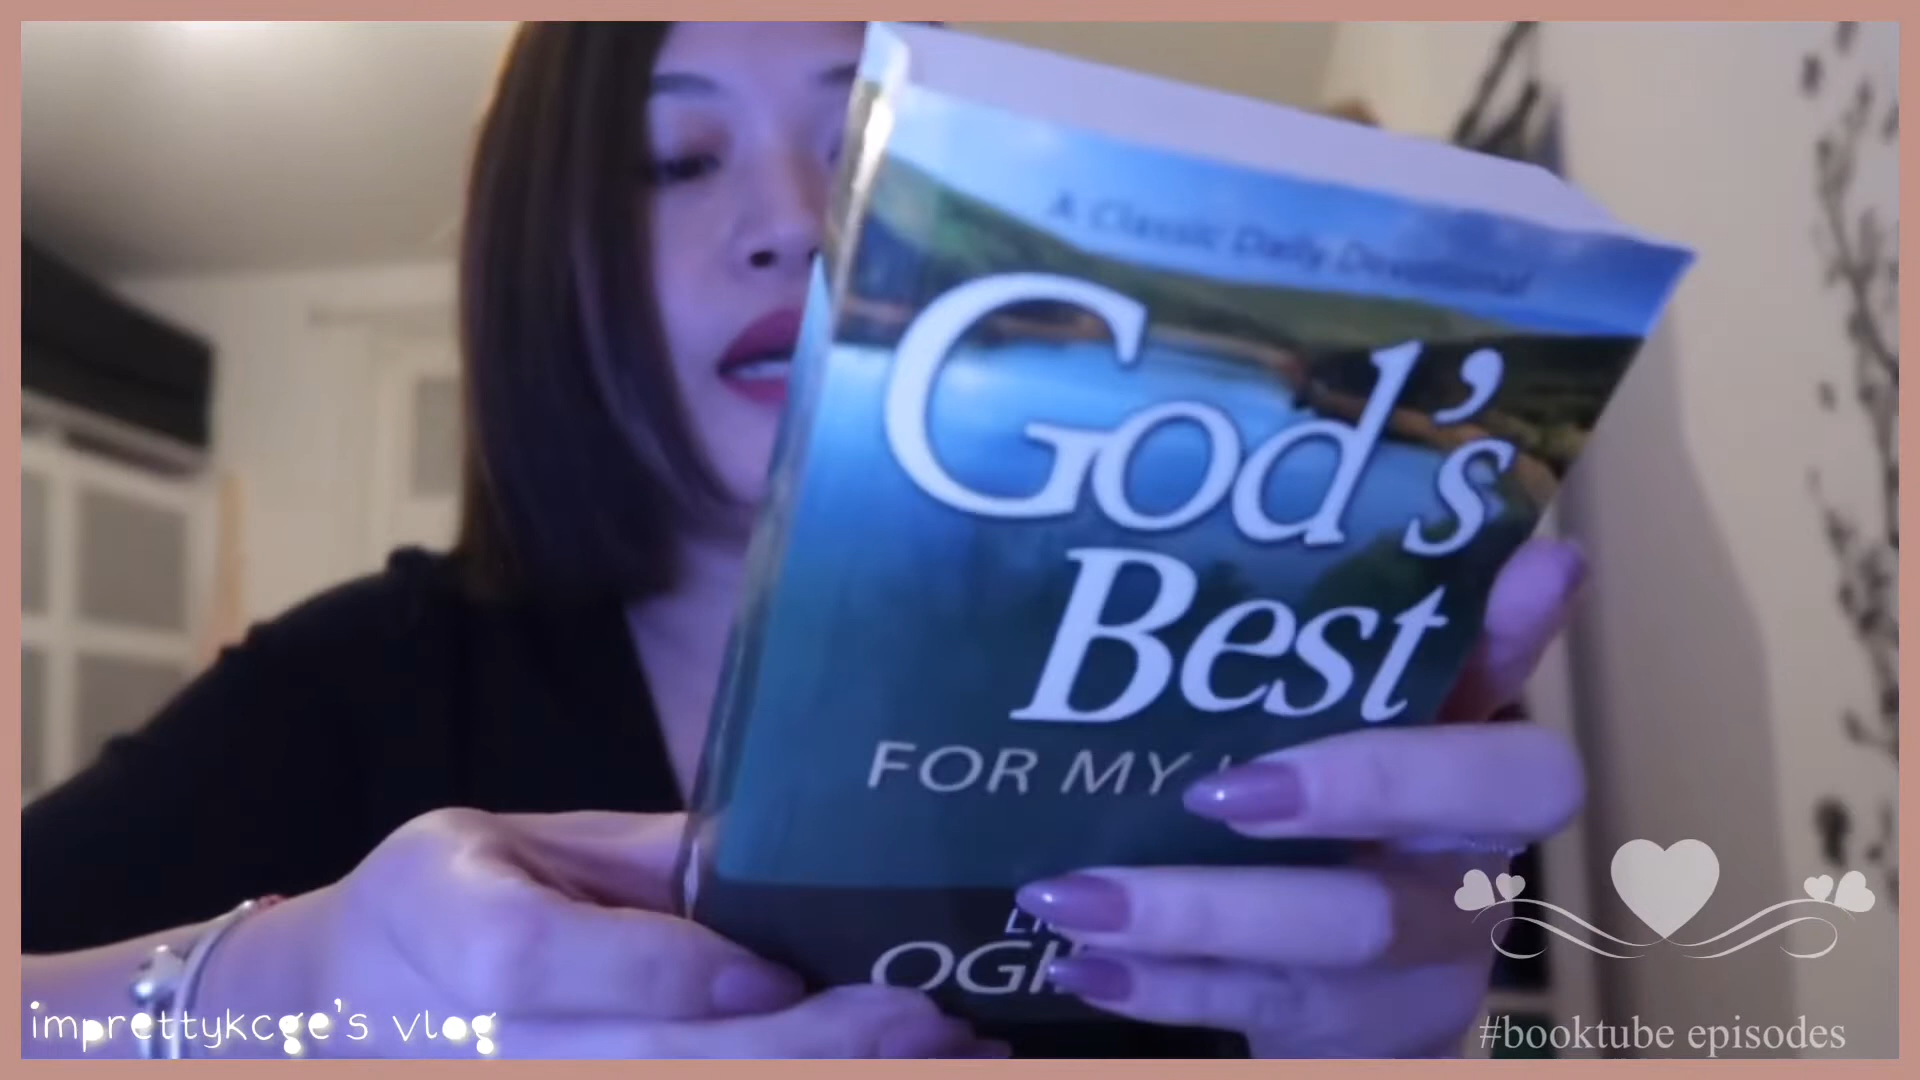 A Classic Daily Devotional
God's
Best
FOR MY
imprettykcge's vlog
#booktube episodes